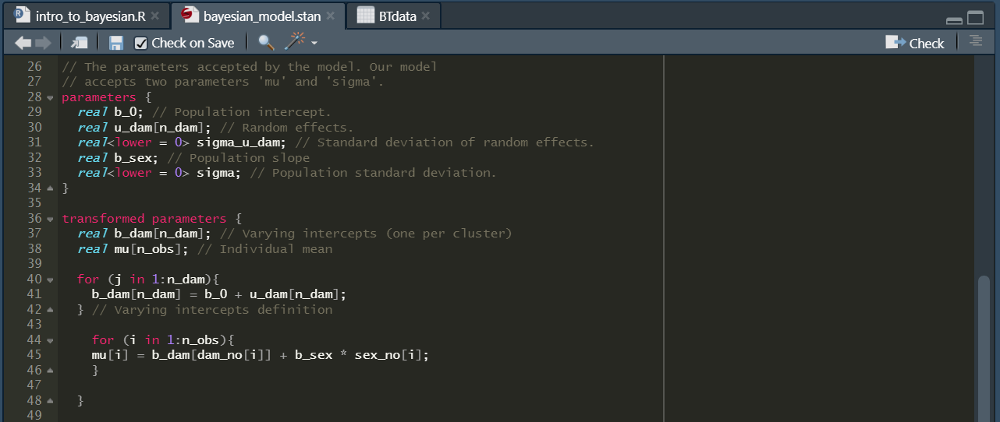 intro_to_bayesian.R bayesian_model.stan BTdata
Check on Save Check
26 // The parameters accepted by the model. Our model
27 // accepts two parameters 'mu' and 'sigma'.
28 parameters {
29 real b_0; // Population intercept.
30 real u_dam[n_dam]; // Random effects.
31 real<lower = 0> sigma_u_dam; // Standard deviation of random effects.
32 real b_sex; // Population slope
33 real<lower = 0> sigma; // Population standard deviation.
34 }
35
36 transformed parameters {
37 real b_dam[n_dam]; // Varying intercepts (one per cluster)
38 real mu[n_obs]; // Individual mean
39
40 for (j in 1:n_dam){
41 b_dam[n_dam] = b_0 + u_dam[n_dam];
42 } // Varying intercepts definition
43
44 for (i in 1:n_obs){
45 mu[i] = b_dam[dam_no[i]] + b_sex * sex_no[i];
46 }
47
48 }
49